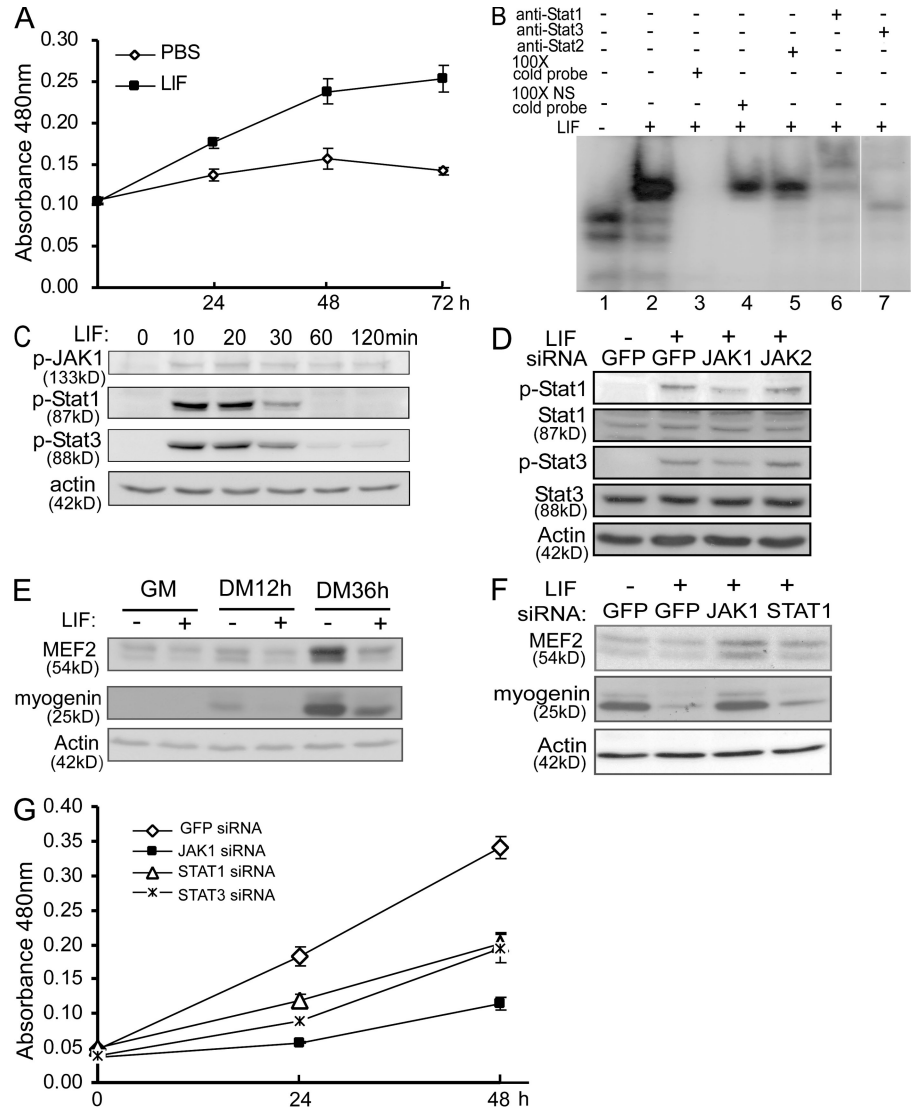 A
0.30
0.25
0.20
0.15
0.10
0.05
0.00
Absorbance 480nm
PBS
LIF
24 48 72 h
B
anti-Stat1 - - - - - + -
anti-Stat3 - - - - - - +
anti-Stat2 - - - - + - -
100X
cold probe - - + - - - -
100X NS
cold probe - - - + - - -
LIF - + + + + + +
1 2 3 4 5 6 7
C
LIF: 0 10 20 30 60 120min
p-JAK1
(133kD)
p-Stat1
(87kD)
p-Stat3
(88kD)
actin
(42kD)
D
LIF - + + +
siRNA GFP GFP JAK1 JAK2
p-Stat1
Stat1
(87kD)
p-Stat3
Stat3
(88kD)
Actin
(42kD)
E
GM DM12h DM36h
LIF: - + - + - +
MEF2
(54kD)
myogenin
(25kD)
Actin
(42kD)
F
LIF - + + +
siRNA: GFP GFP JAK1 STAT1
MEF2
(54kD)
myogenin
(25kD)
Actin
(42kD)
G
0.40
0.35
0.30
0.25
0.20
0.15
0.10
0.05
0.00
Absorbance 480nm
GFP siRNA
JAK1 siRNA
STAT1 siRNA
STAT3 siRNA
0 24 48 h